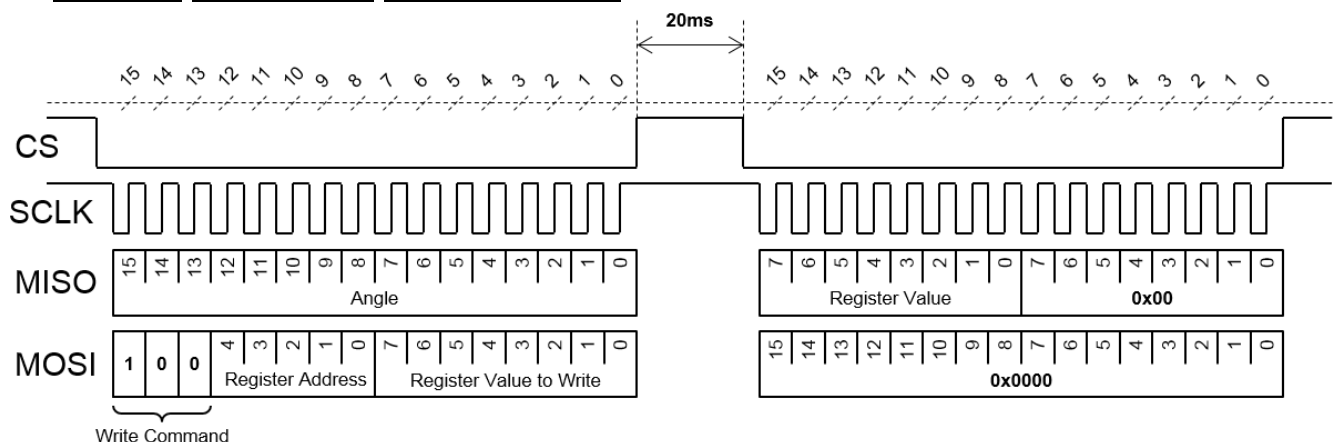 20ms
15 14 13 12 11 10 9 8 7 6 5 4 3 2 1 0 15 14 13 12 11 10 9 8 7 6 5 4 3 2 1 0
CS
SCLK
MISO 15 14 13 12 11 10 9 8 7 6 5 4 3 2 1 0 7 6 5 4 3 2 1 0 7 6 5 4 3 2 1 0
Angle Register Value 0x00
MOSI 1 0 0 4 3 2 1 0 7 6 5 4 3 2 1 0 15 14 13 12 11 10 9 8 7 6 5 4 3 2 1 0
Register Address Register Value to Write 0x0000
Write Command